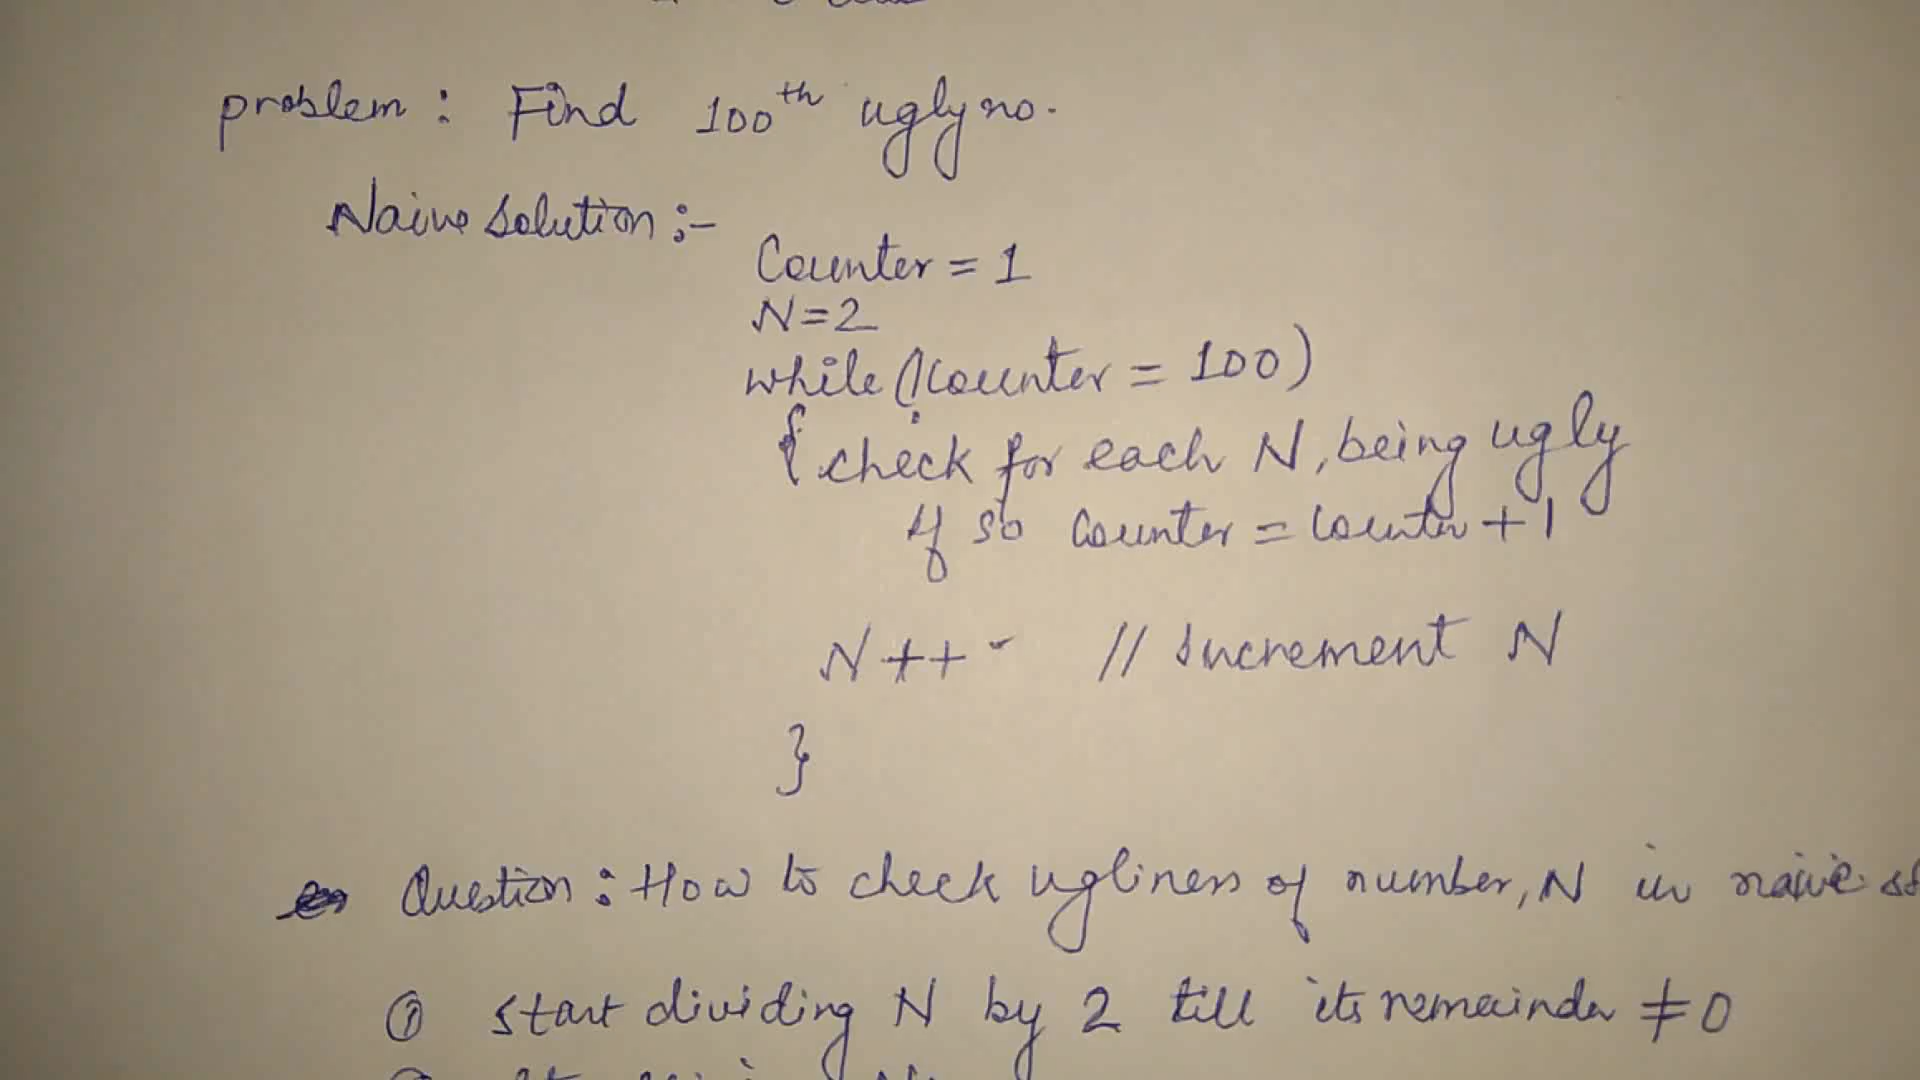 problem : Find 100th ugly no.
Naive solution :-
Counter = 1
N=2
while (!counter = 100)
{ check for each N, being ugly
if so counter = counter + 1
N++ // Increment N
}
Question : How to check ugliness of number, N in naive
① start dividing N by 2 till its remainder ≠ 0